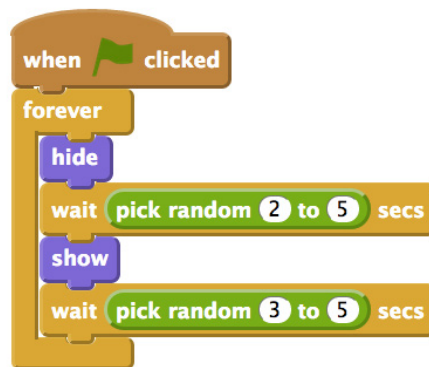 when clicked
forever
hide
wait pick random 2 to 5 secs
show
wait pick random 3 to 5 secs